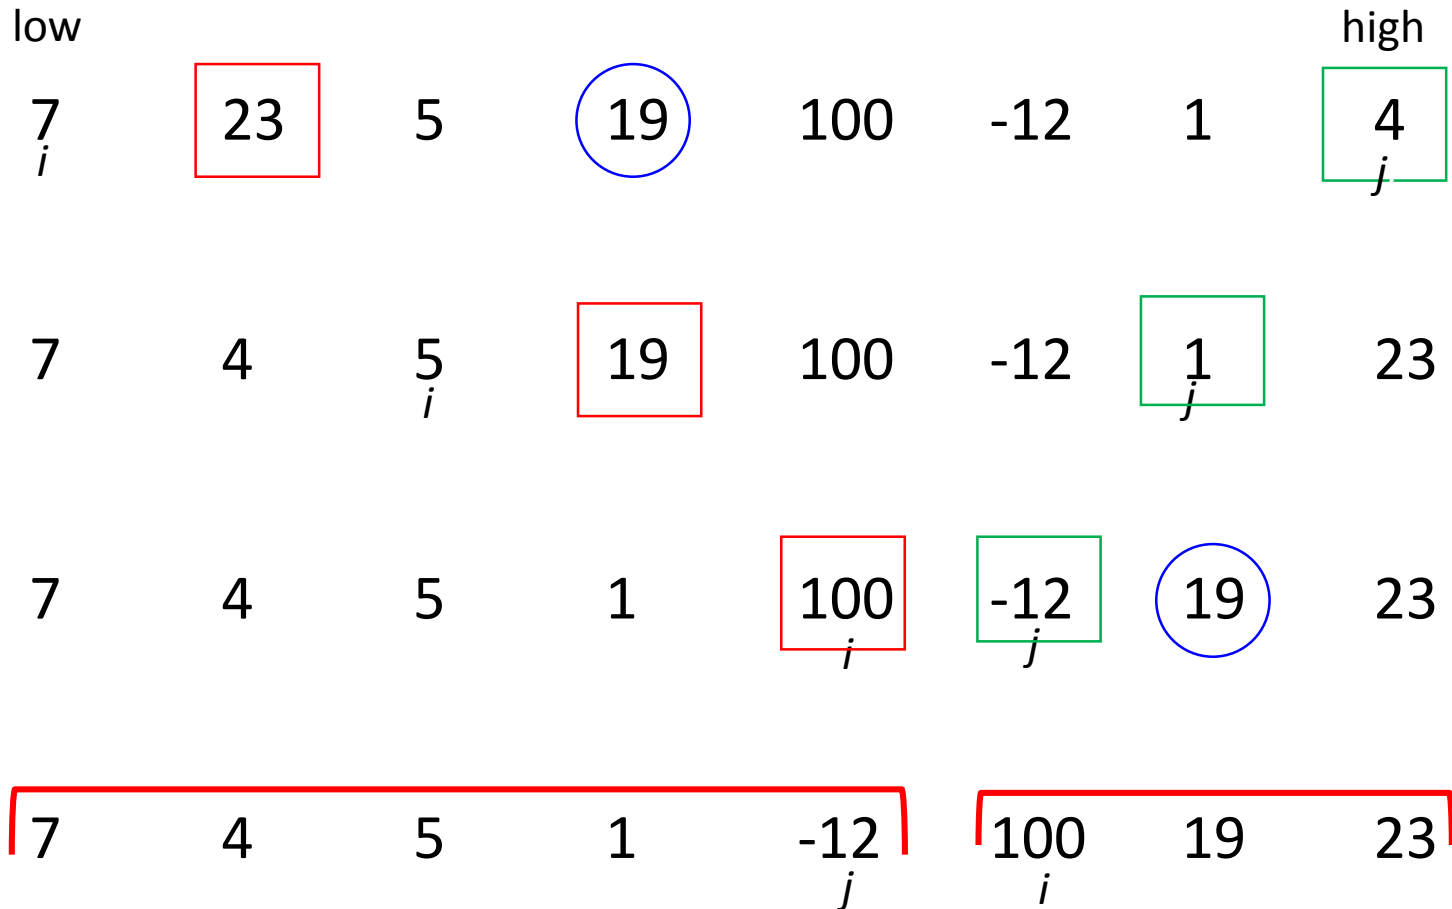 low high
7 23 5 19 100 -12 1 4
i j
7 4 5 19 100 -12 1 23
i j
7 4 5 1 100 -12 19 23
i j
7 4 5 1 -12 100 19 23
j i